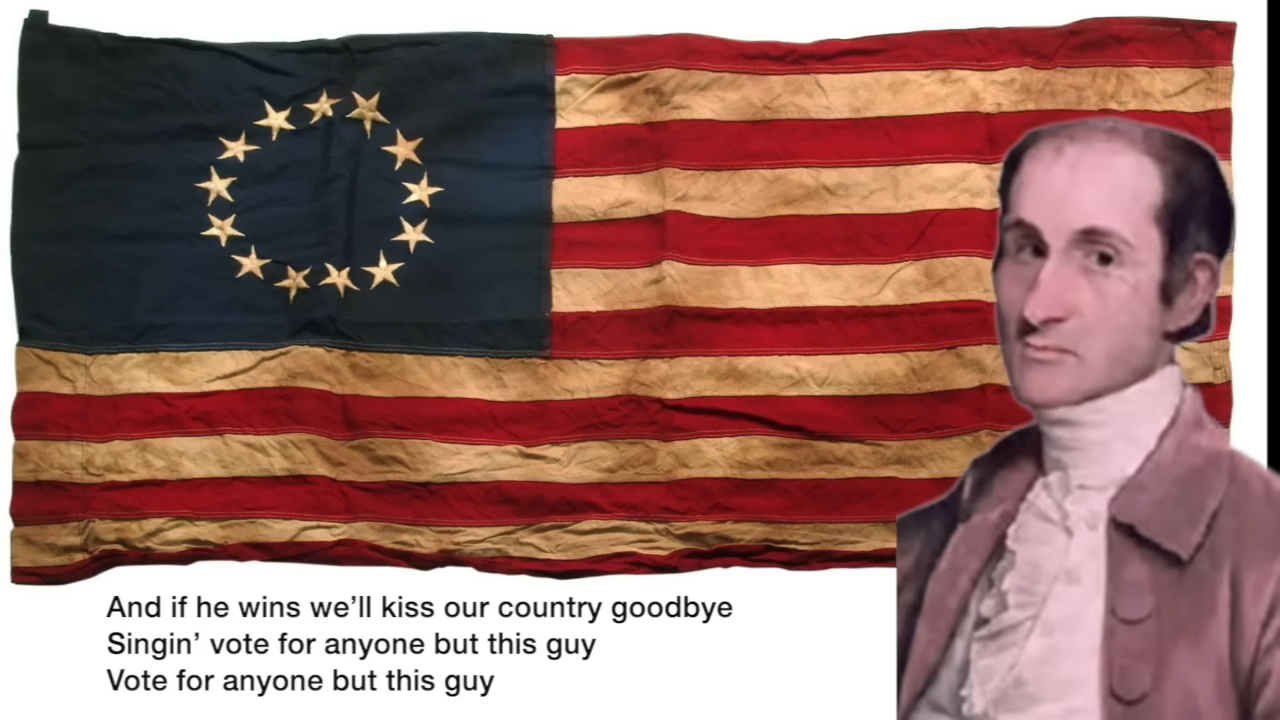 And if he wins we’ll kiss our country goodbye
Singin’ vote for anyone but this guy
Vote for anyone but this guy